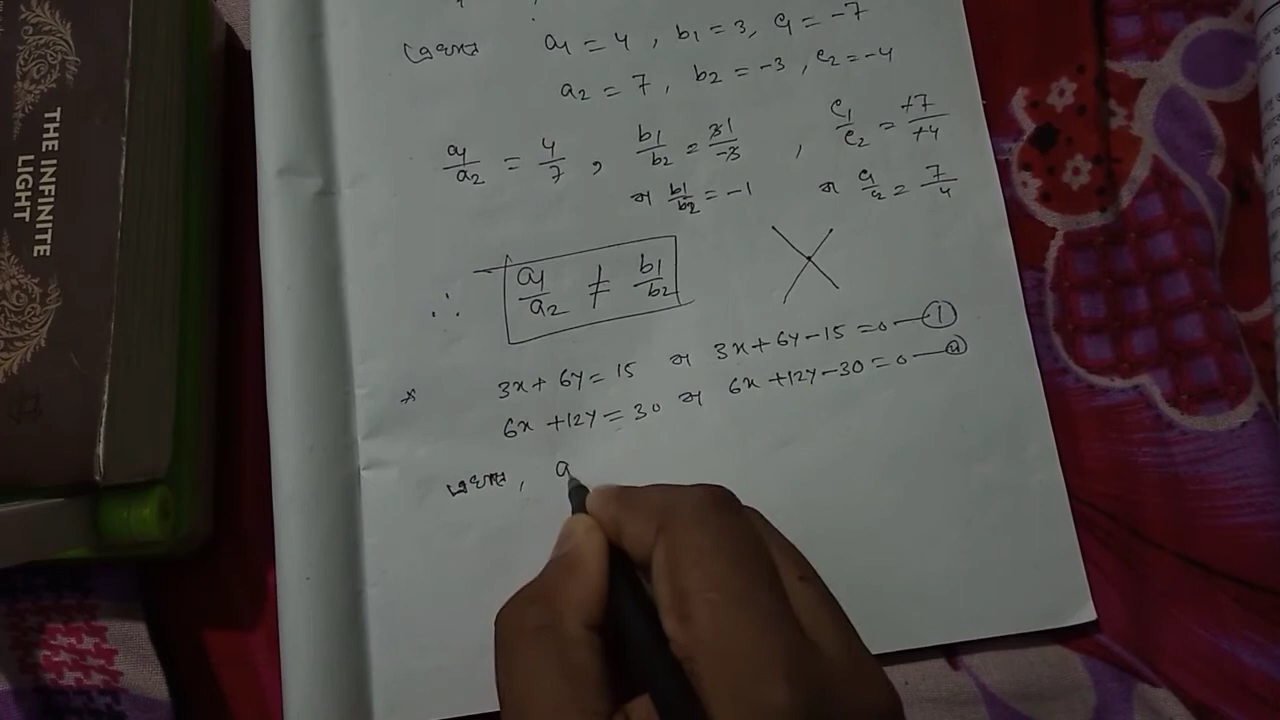 THE INFINITE
LIGHT
a1 = 4 , b1 = 3, c1 = -7
a2 = 7 , b2 = -3 , c2 = -4
a1/a2 = 4/7 , b1/b2 = 31/-3 , c1/c2 = +7/+4
বা b1/b2 = -1 বা c1/c2 = 7/4
∴ a1/a2 ≠ b1/b2
* 3x + 6y = 15 বা 3x + 6y - 15 = 0 — 1
6x + 12y = 30 বা 6x + 12y - 30 = 0 — 2
, a